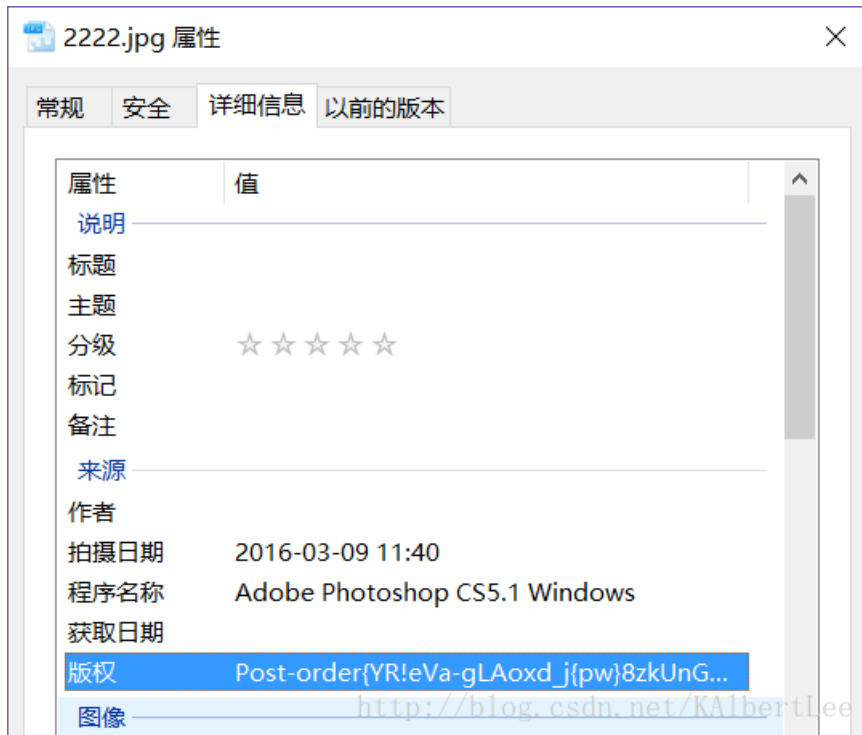 2222.jpg 属性
常规 安全 详细信息 以前的版本
属性 值
说明
标题
主题
分级
标记
备注
来源
作者
拍摄日期 2016-03-09 11:40
程序名称 Adobe Photoshop CS5.1 Windows
获取日期
版权 Post-order{YR!eVa-gLAoxd_j{pw}8zkUnG...
图像
http://blog.csdn.net/KAlbertLee